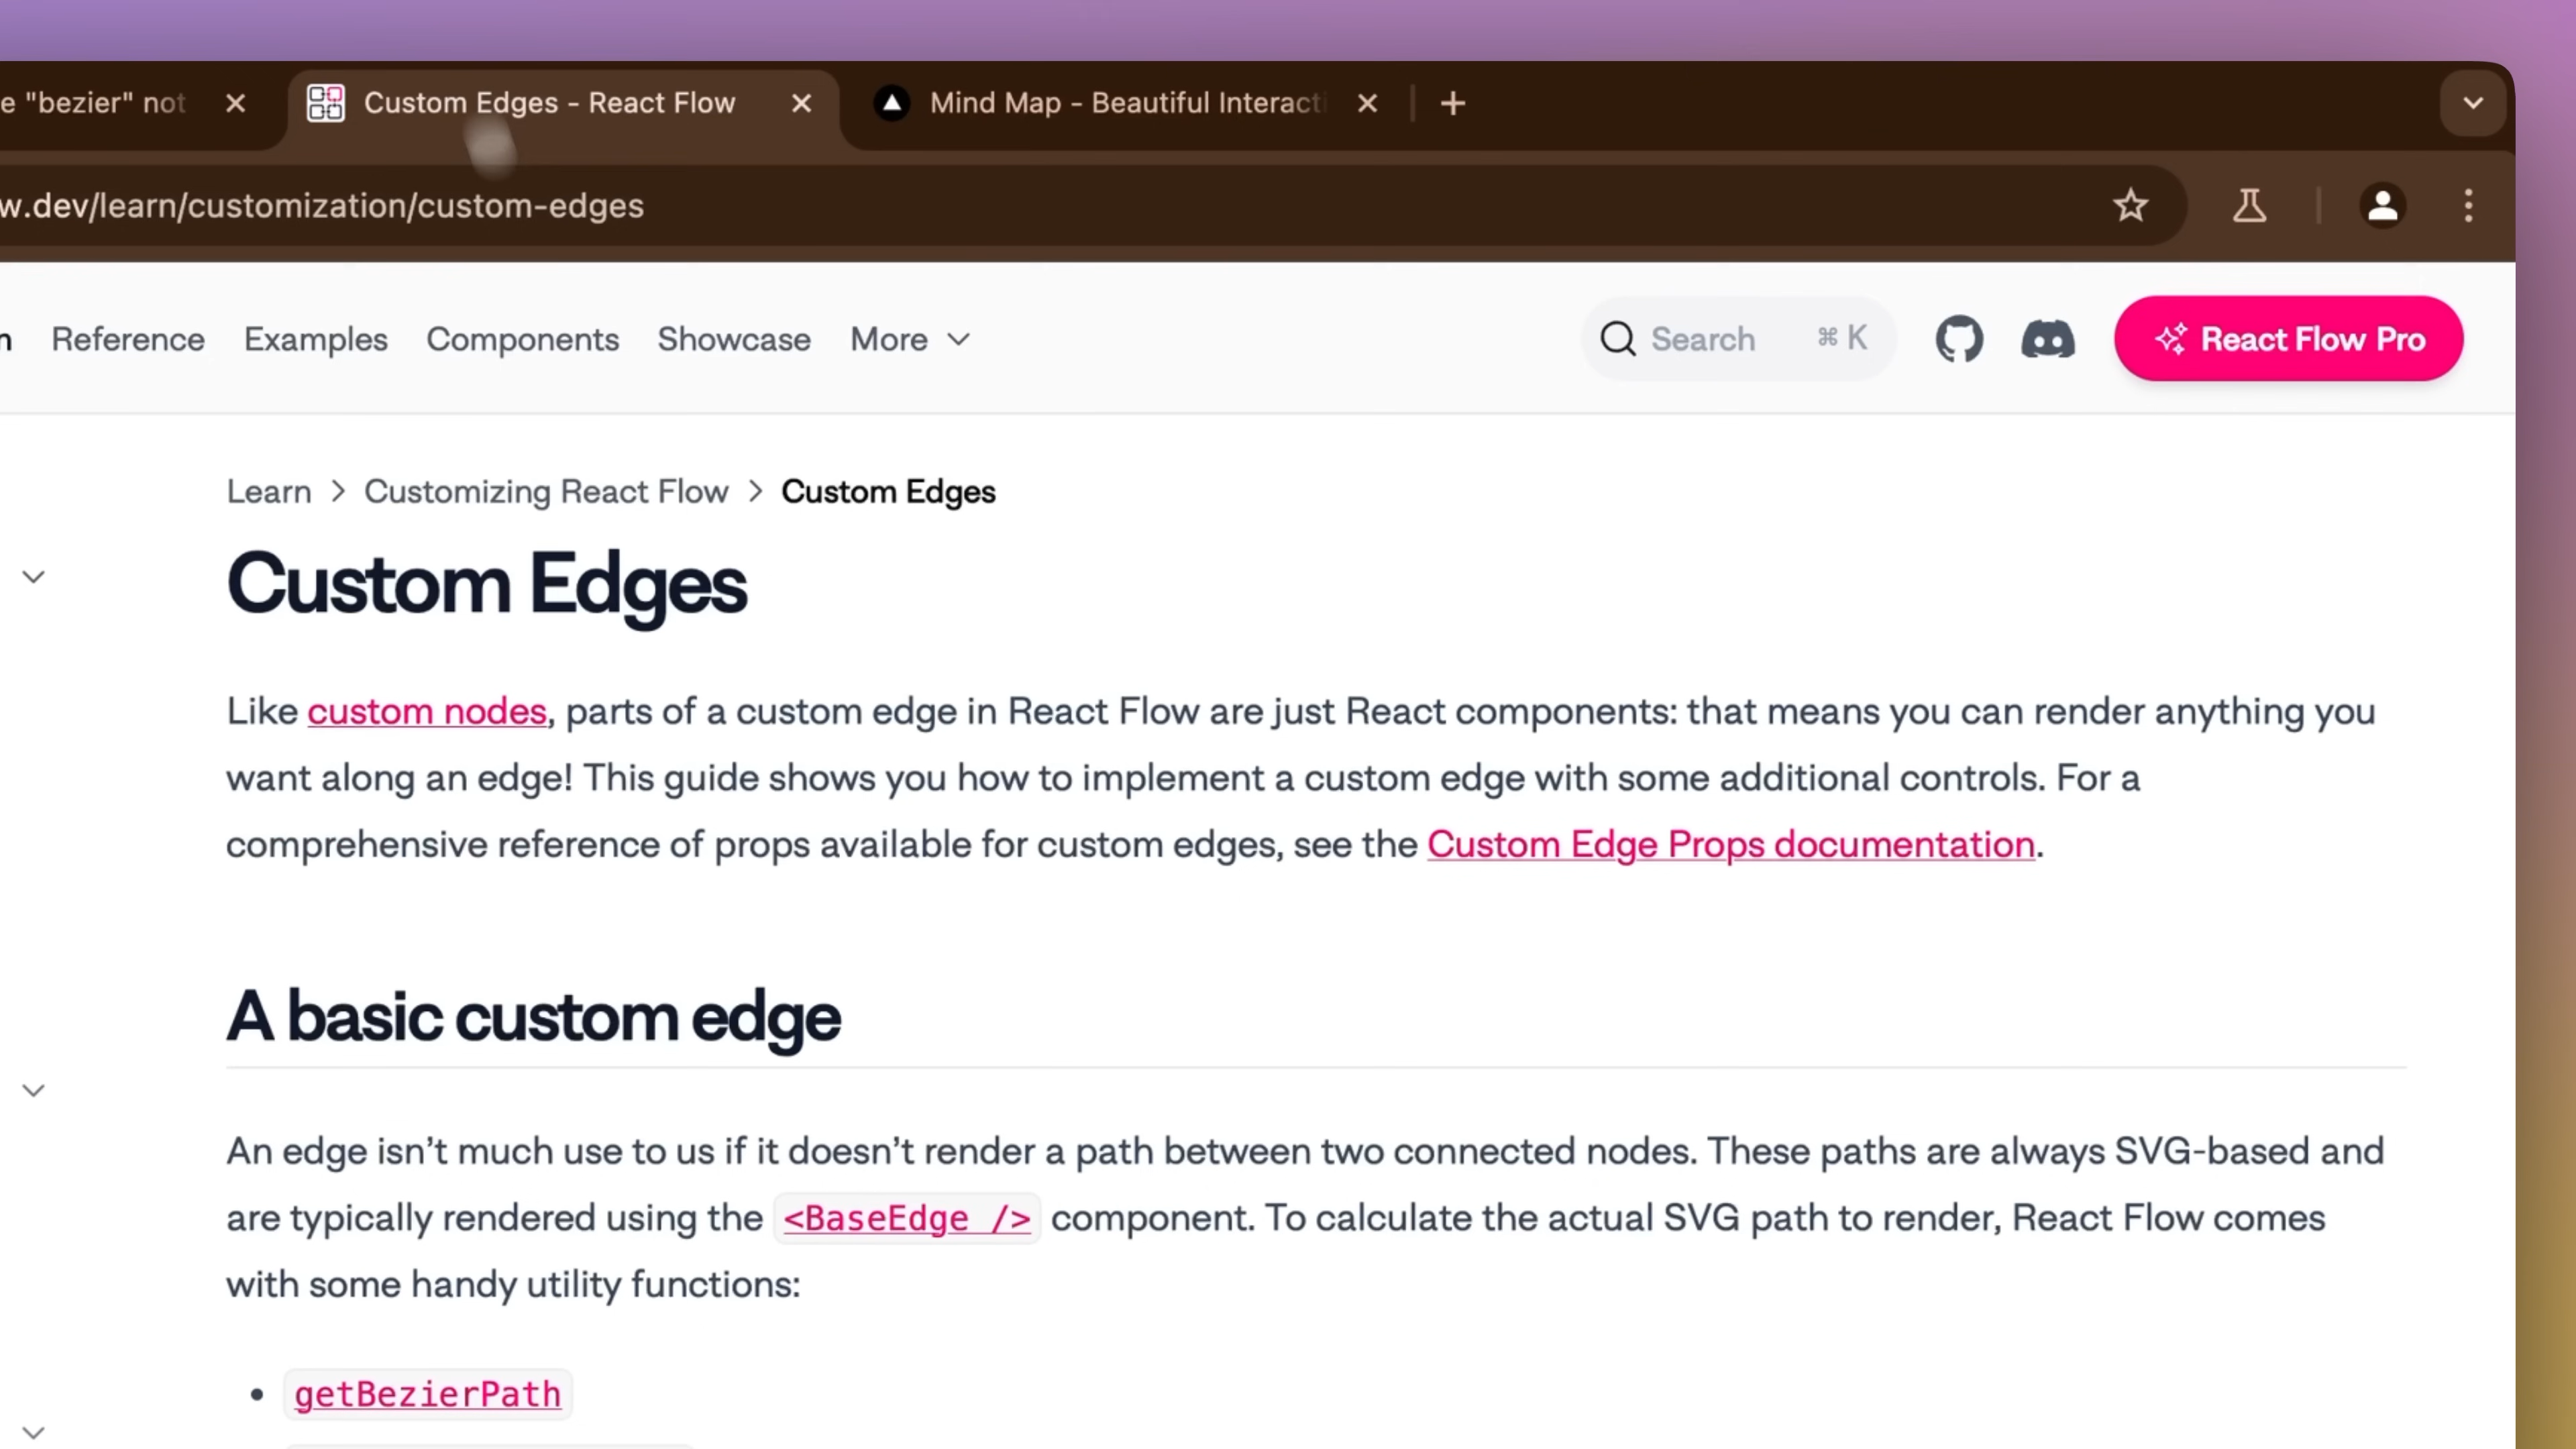 e "bezier" not
Custom Edges - React Flow
Mind Map - Beautiful Interact
w.dev/learn/customization/custom-edges
n Reference Examples Components Showcase More
Search ⌘ K
React Flow Pro
Learn > Customizing React Flow > Custom Edges
Custom Edges
Like custom nodes, parts of a custom edge in React Flow are just React components: that means you can render anything you
want along an edge! This guide shows you how to implement a custom edge with some additional controls. For a
comprehensive reference of props available for custom edges, see the Custom Edge Props documentation.
A basic custom edge
An edge isn’t much use to us if it doesn’t render a path between two connected nodes. These paths are always SVG-based and
are typically rendered using the <BaseEdge /> component. To calculate the actual SVG path to render, React Flow comes
with some handy utility functions:
• getBezierPath